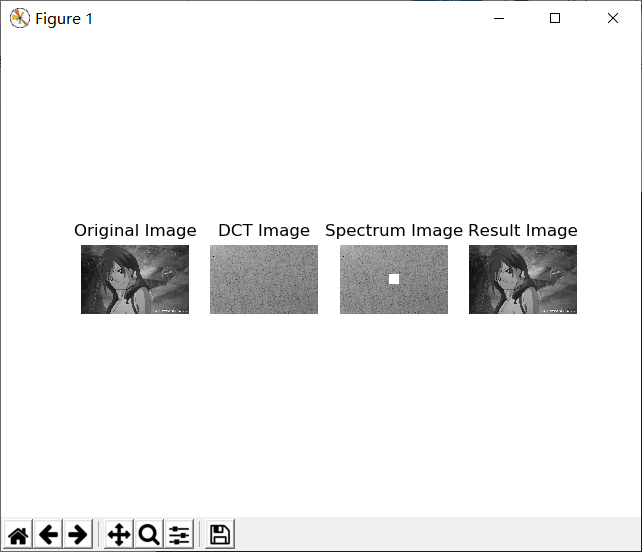 Figure 1
Original Image
DCT Image
Spectrum Image
Result Image